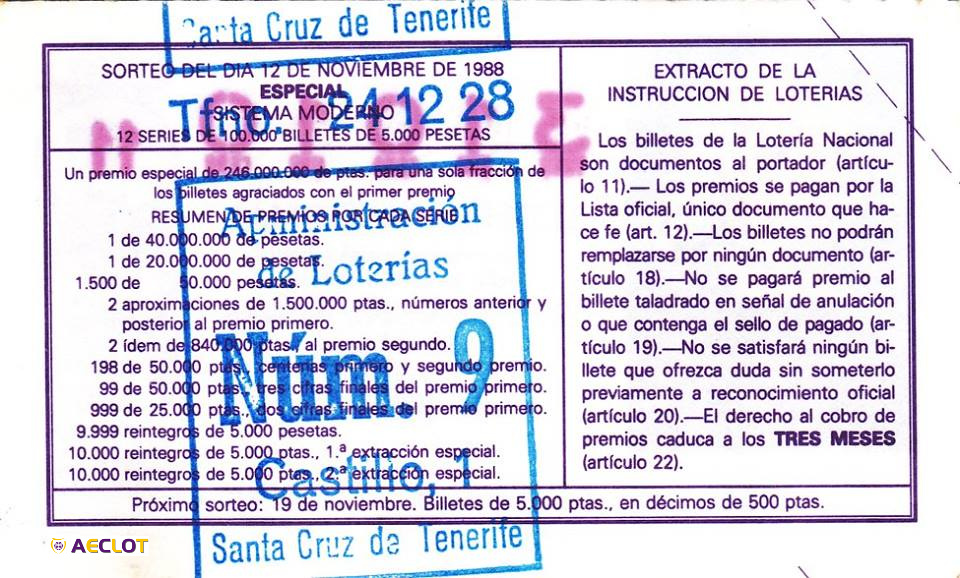 Santa Cruz de Tenerife
SORTEO DEL DIA 12 DE NOVIEMBRE DE 1988
ESPECIAL
Tfno. 24 12 28
SISTEMA MODERNO
12 SERIES DE 100.000 BILLETES DE 5.000 PESETAS
Un premio especial de 246.000.000 de ptas. para una sola fracción de
los billetes agraciados con el primer premio
RESUMEN DE PREMIOS POR CADA SERIE
1 de 40.000.000 de pesetas.
1 de 20.000.000 de pesetas.
1.500 de 50.000 pesetas.
2 aproximaciones de 1.500.000 ptas., números anterior y
posterior al premio primero.
2 ídem de 840.000 ptas., al premio segundo.
198 de 50.000 ptas., centenas primero y segundo premio.
99 de 50.000 ptas., tres cifras finales del premio primero.
999 de 25.000 ptas., dos cifras finales del premio primero.
9.999 reintegros de 5.000 pesetas.
10.000 reintegros de 5.000 ptas., 1.ª extracción especial.
10.000 reintegros de 5.000 ptas., 2.ª extracción especial.
Administración
de Loterías
Núm. 9
Castillo, 1
Santa Cruz de Tenerife
EXTRACTO DE LA
INSTRUCCION DE LOTERIAS
Los billetes de la Lotería Nacional
son documentos al portador (artícu-
lo 11).— Los premios se pagan por la
Lista oficial, único documento que ha-
ce fe (art. 12).—Los billetes no podrán
remplazarse por ningún documento (ar-
tículo 18).—No se pagará premio al
billete taladrado en señal de anulación
o que contenga el sello de pagado (ar-
tículo 19).—No se satisfará ningún bi-
llete que ofrezca duda sin someterlo
previamente a reconocimiento oficial
(artículo 20).—El derecho al cobro de
premios caduca a los TRES MESES
(artículo 22).
Próximo sorteo: 19 de noviembre. Billetes de 5.000 ptas., en décimos de 500 ptas.
AECLOT